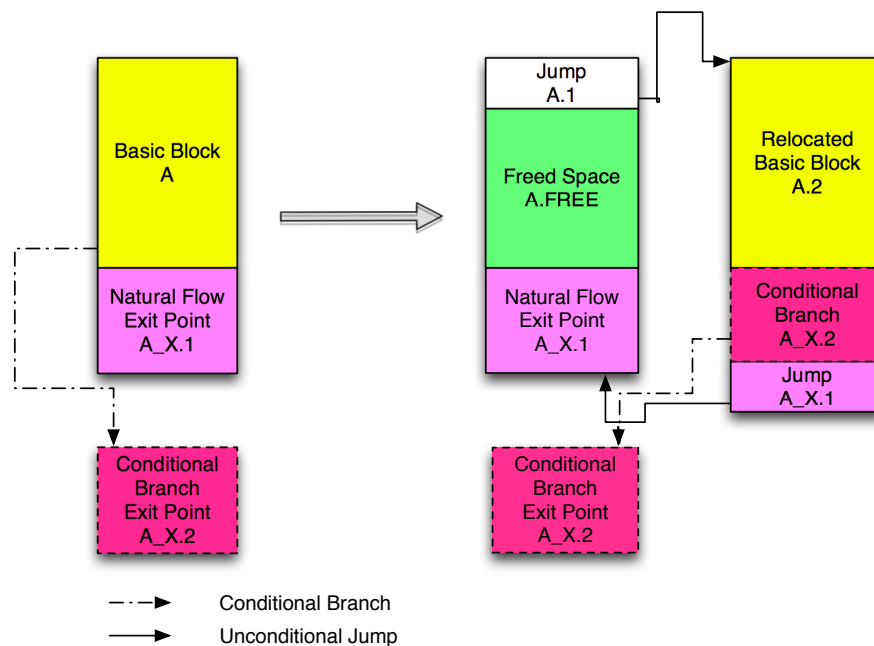 Basic Block
A
Natural Flow
Exit Point
A_X.1
Conditional
Branch
Exit Point
A_X.2
Jump
A.1
Freed Space
A.FREE
Natural Flow
Exit Point
A_X.1
Conditional
Branch
Exit Point
A_X.2
Relocated
Basic Block
A.2
Conditional
Branch
A_X.2
Jump
A_X.1
Conditional Branch
Unconditional Jump